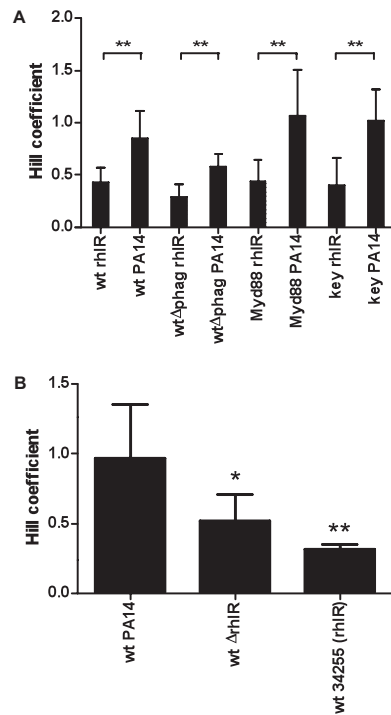 A
** ** ** **
Hill coefficient
2.0
1.5
1.0
0.5
0.0
wt rhlR
wt PA14
wtΔphag rhlR
wtΔphag PA14
Myd88 rhlR
Myd88 PA14
key rhlR
key PA14
B
Hill coefficient
1.5
1.0
0.5
0.0
*
**
wt PA14
wt ΔrhlR
wt 34255 (rhlR)